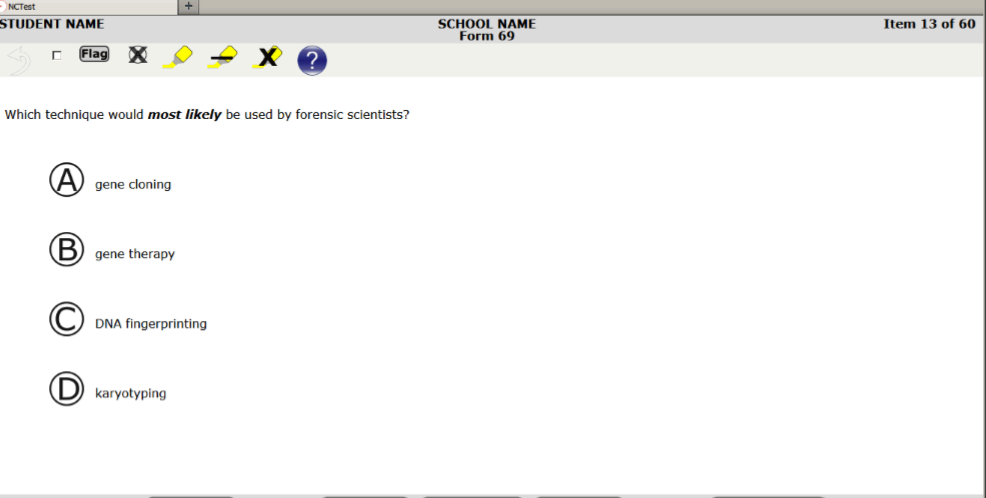 NCTest
+
STUDENT NAME
SCHOOL NAME
Item 13 of 60
Form 69
Flag
X
X
?
Which technique would most likely be used by forensic scientists?
A gene cloning
B gene therapy
C DNA fingerprinting
D karyotyping